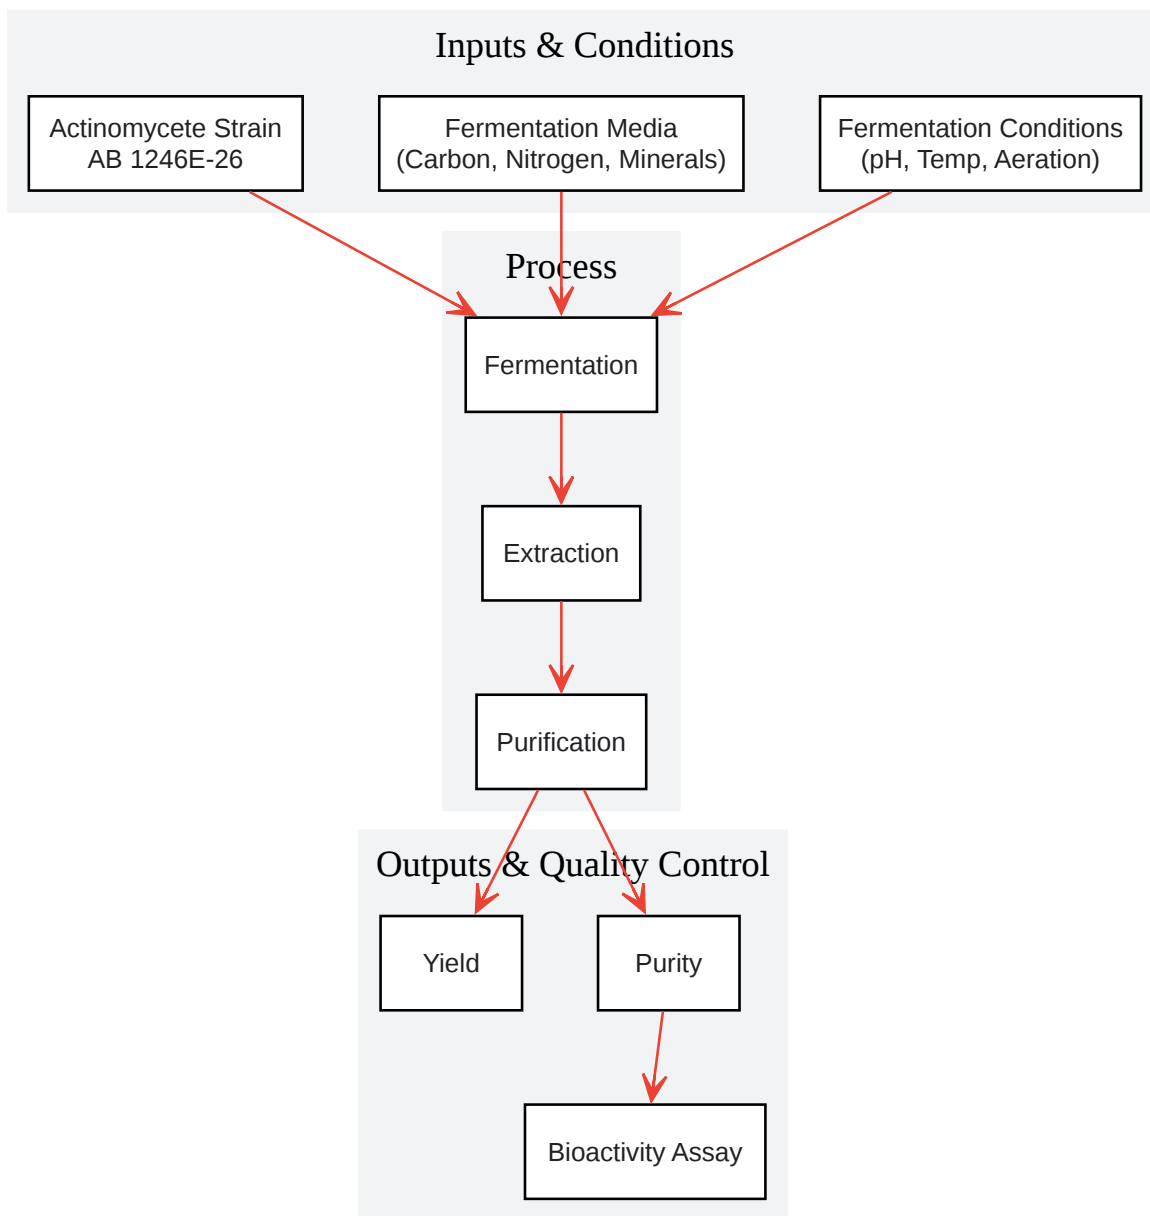 Inputs & Conditions
Actinomycete Strain
AB 1246E-26
Fermentation Media
(Carbon, Nitrogen, Minerals)
Fermentation Conditions
(pH, Temp, Aeration)
Process
Fermentation
Extraction
Purification
Outputs & Quality Control
Yield
Purity
Bioactivity Assay